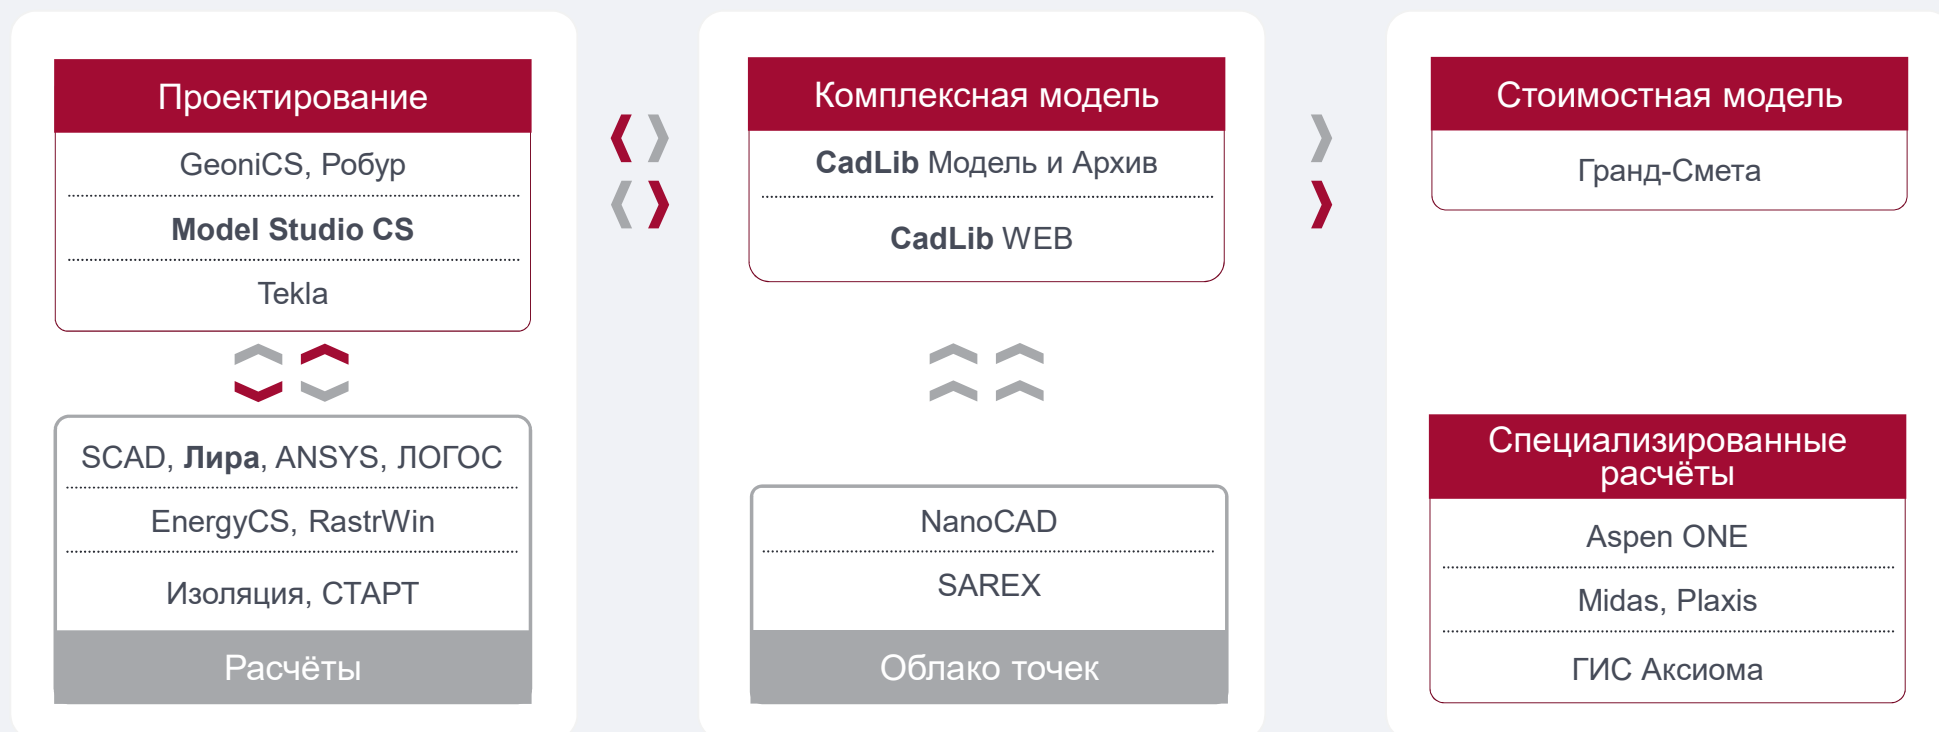 Проектирование
GeoniCS, Робур
Model Studio CS
Tekla
SCAD, Лира, ANSYS, ЛОГОС
EnergyCS, RastrWin
Изоляция, СТАРТ
Расчёты
Комплексная модель
CadLib Модель и Архив
CadLib WEB
NanoCAD
SAREX
Облако точек
Стоимостная модель
Гранд-Смета
Специализированные
расчёты
Aspen ONE
Midas, Plaxis
ГИС Аксиома